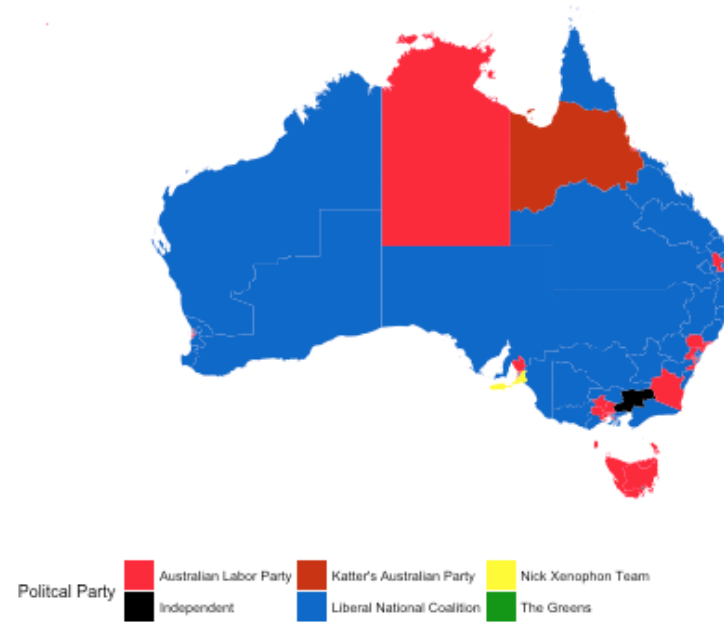 Politcal Party
Australian Labor Party Katter's Australian Party Nick Xenophon Team
Independent Liberal National Coalition The Greens